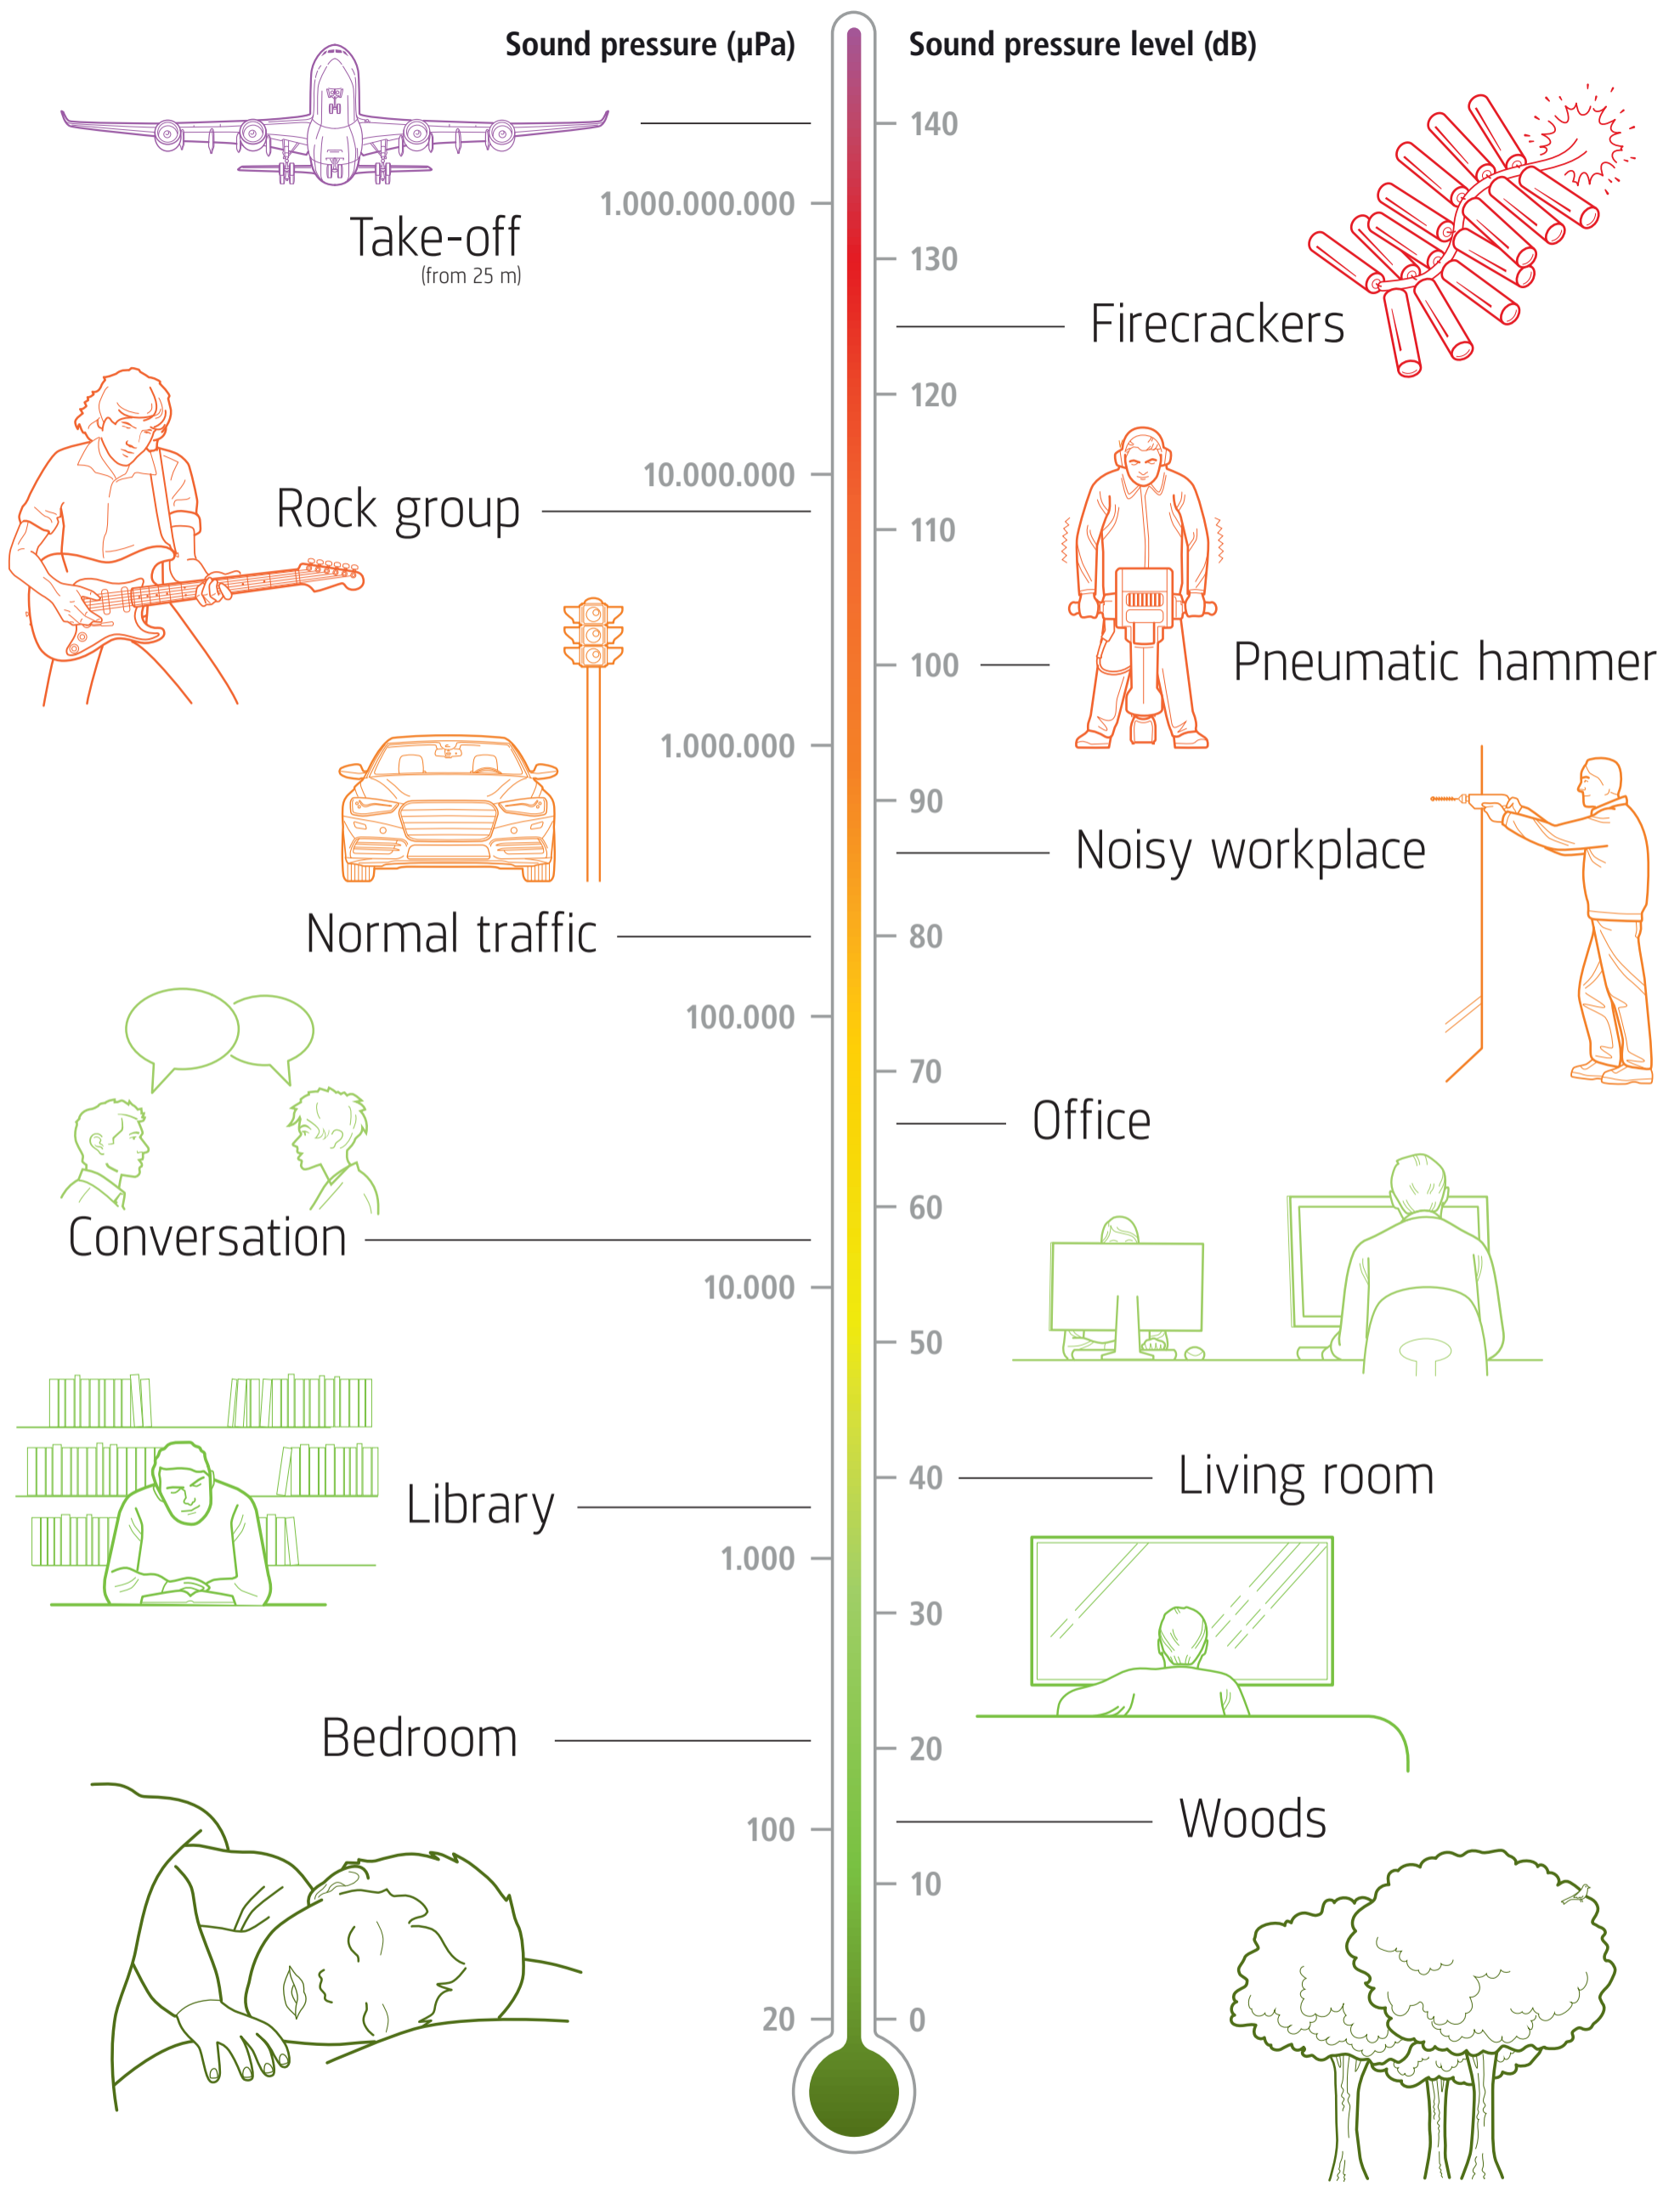 Sound pressure (µPa)
Sound pressure level (dB)
140
1.000.000.000
Take-off
(from 25 m)
130
Firecrackers
120
10.000.000
Rock group
110
100
Pneumatic hammer
1.000.000
90
Noisy workplace
Normal traffic
80
100.000
70
Office
60
Conversation
10.000
50
40
Living room
Library
1.000
30
Bedroom
20
Woods
100
10
20
0